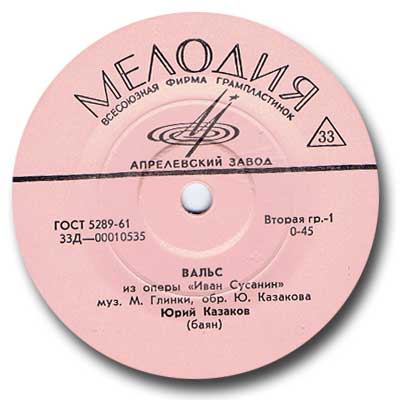 МЕЛОДИЯ
ВСЕСОЮЗНАЯ ФИРМА ГРАМПЛАСТИНОК
33
АПРЕЛЕВСКИЙ ЗАВОД
ГОСТ 5289-61 Вторая гр.-1
33Д—00010535 0-45
ВАЛЬС
из оперы «Иван Сусанин»
муз. М. Глинки, обр. Ю. Казакова
Юрий Казаков
(баян)